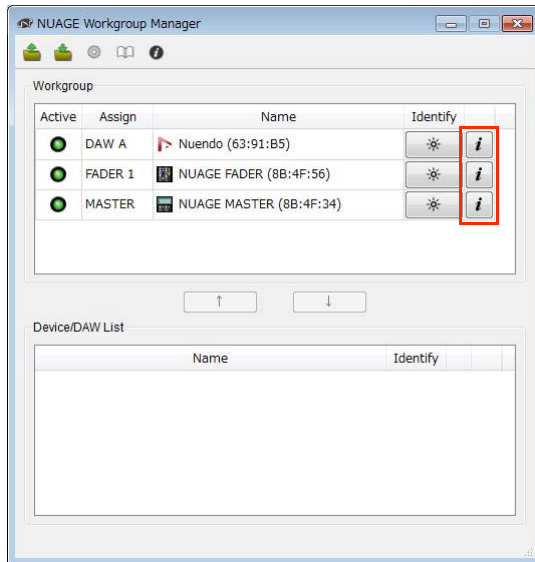 NUAGE Workgroup Manager
Workgroup
Active Assign Name Identify
DAW A Nuendo (63:91:B5) i
FADER 1 NUAGE FADER (8B:4F:56) i
MASTER NUAGE MASTER (8B:4F:34) i
↑ ↓
Device/DAW List
Name Identify